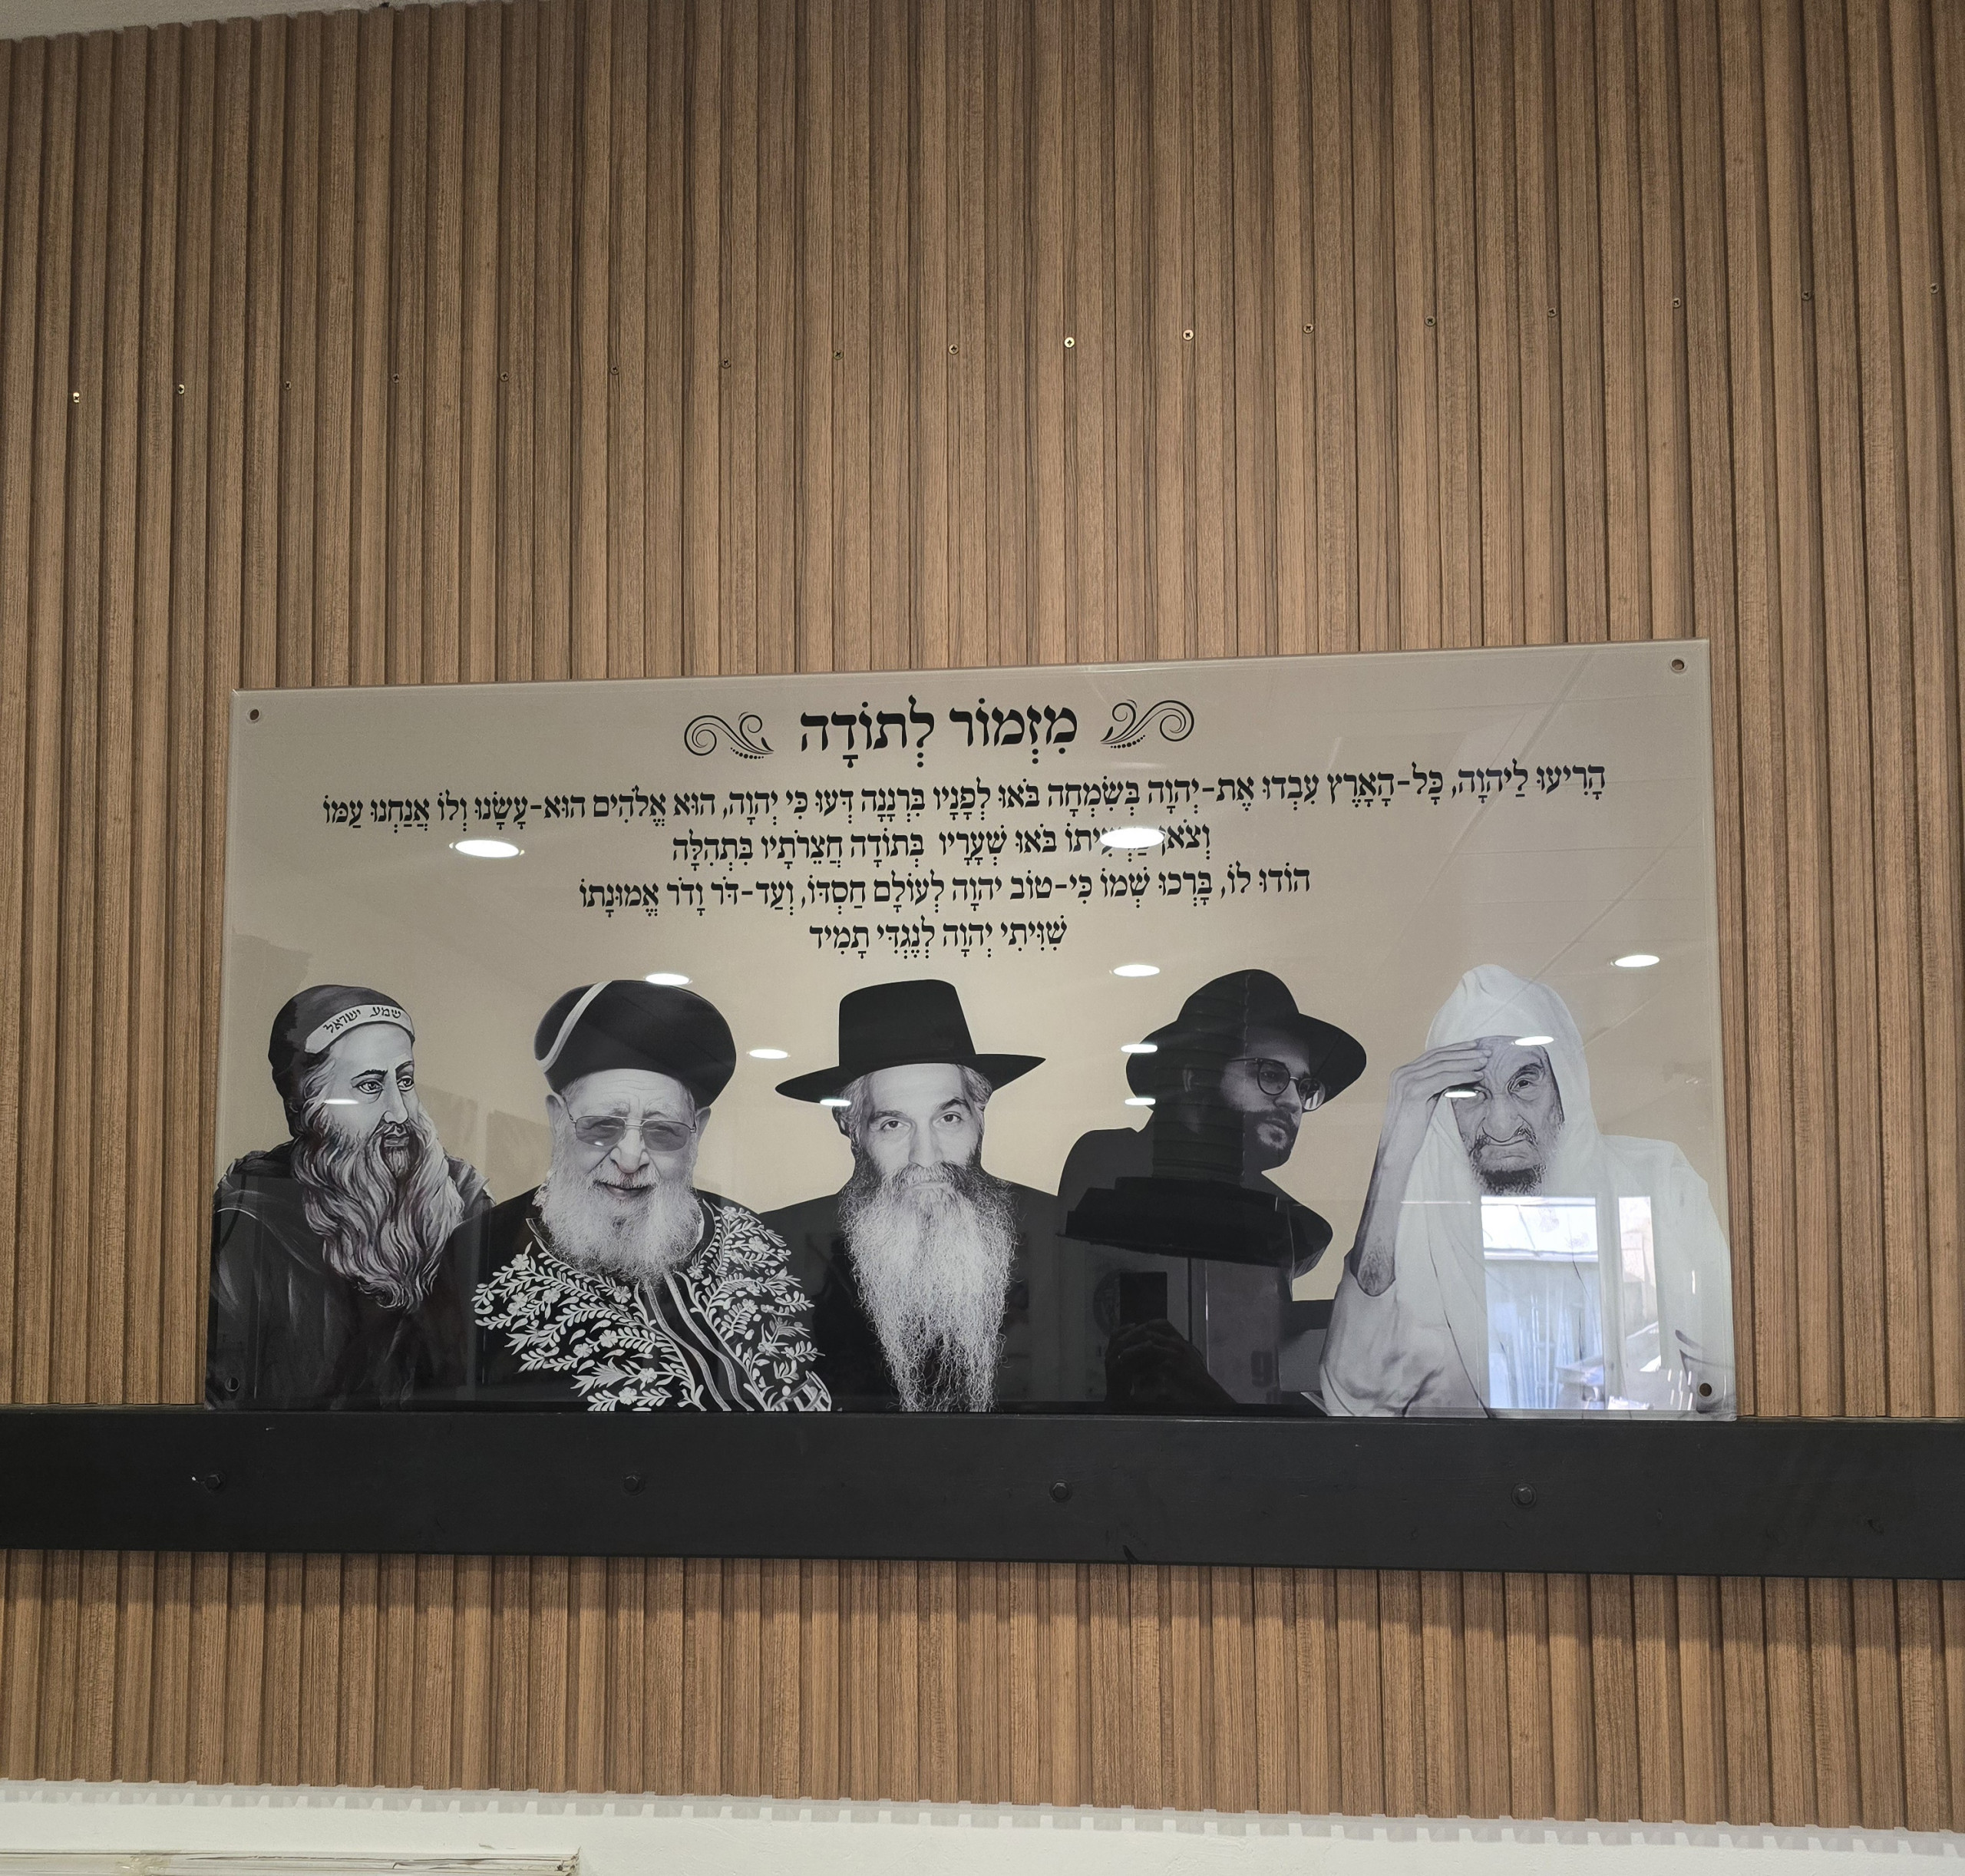 מִזְמוֹר לְתוֹדָה
הָרִיעוּ לַיהוָה, כָּל-הָאָרֶץ עִבְדוּ אֶת-יְהוָה בְּשִׂמְחָה בֹּאוּ לְפָנָיו בִּרְנָנָה דְּעוּ כִּי יְהוָה, הוּא אֱלֹהִים הוּא-עָשָׂנוּ וְלוֹ אֲנַחְנוּ עַמּוֹ
וְצֹאן בֹּאוּ שְׁעָרָיו בְּתוֹדָה חֲצֵרֹתָיו בִּתְהִלָּה
הוֹדוּ לוֹ, בָּרְכוּ שְׁמוֹ כִּי-טוֹב יְהוָה לְעוֹלָם חַסְדּוֹ, וְעַד-דֹּר וָדֹר אֱמוּנָתוֹ
שִׁוִּיתִי יְהוָה לְנֶגְדִּי תָמִיד
שמע ישראל